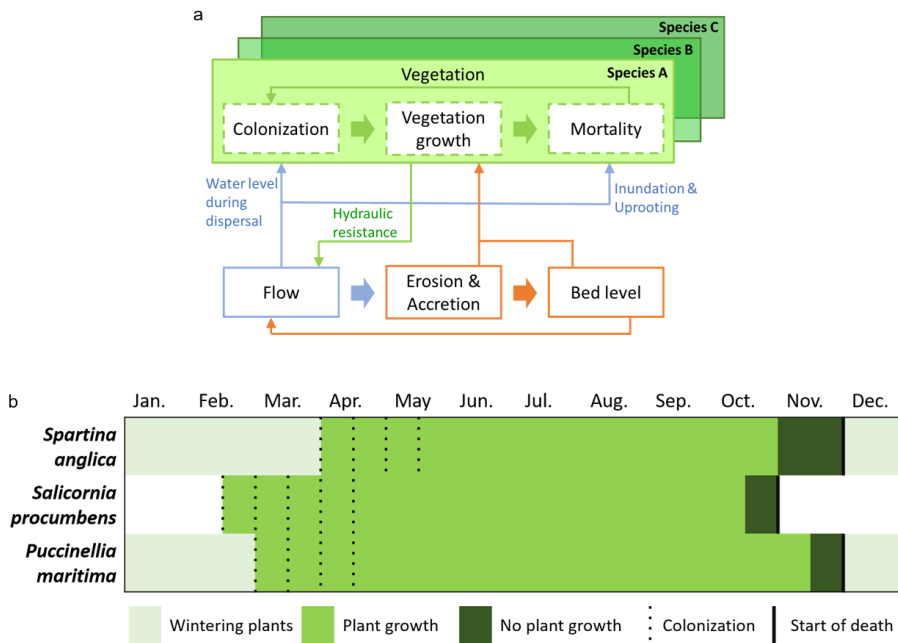 a
Species C
Species B
Species A
Vegetation
Colonization
Vegetation
growth
Mortality
Water level
during
dispersal
Inundation &
Uprooting
Hydraulic
resistance
Flow
Erosion &
Accretion
Bed level
b
Jan. Feb. Mar. Apr. May Jun. Jul. Aug. Sep. Oct. Nov. Dec.
Spartina
anglica
Salicornia
procumbens
Puccinellia
maritima
Wintering plants Plant growth No plant growth Colonization Start of death